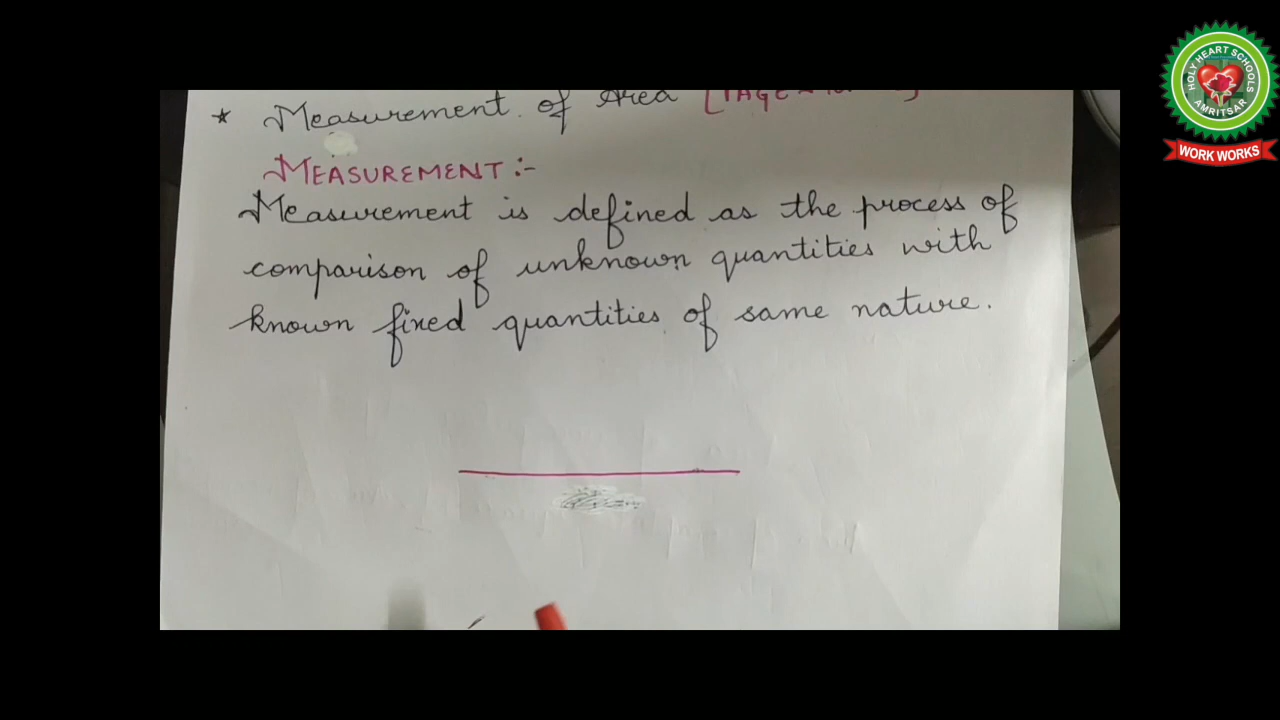 * Measurement of Area
MEASUREMENT :-
Measurement is defined as the process of
comparison of unknown quantities with
known fixed quantities of same nature.
HOLY HEART SCHOOLS
AMRITSAR
WORK WORKS